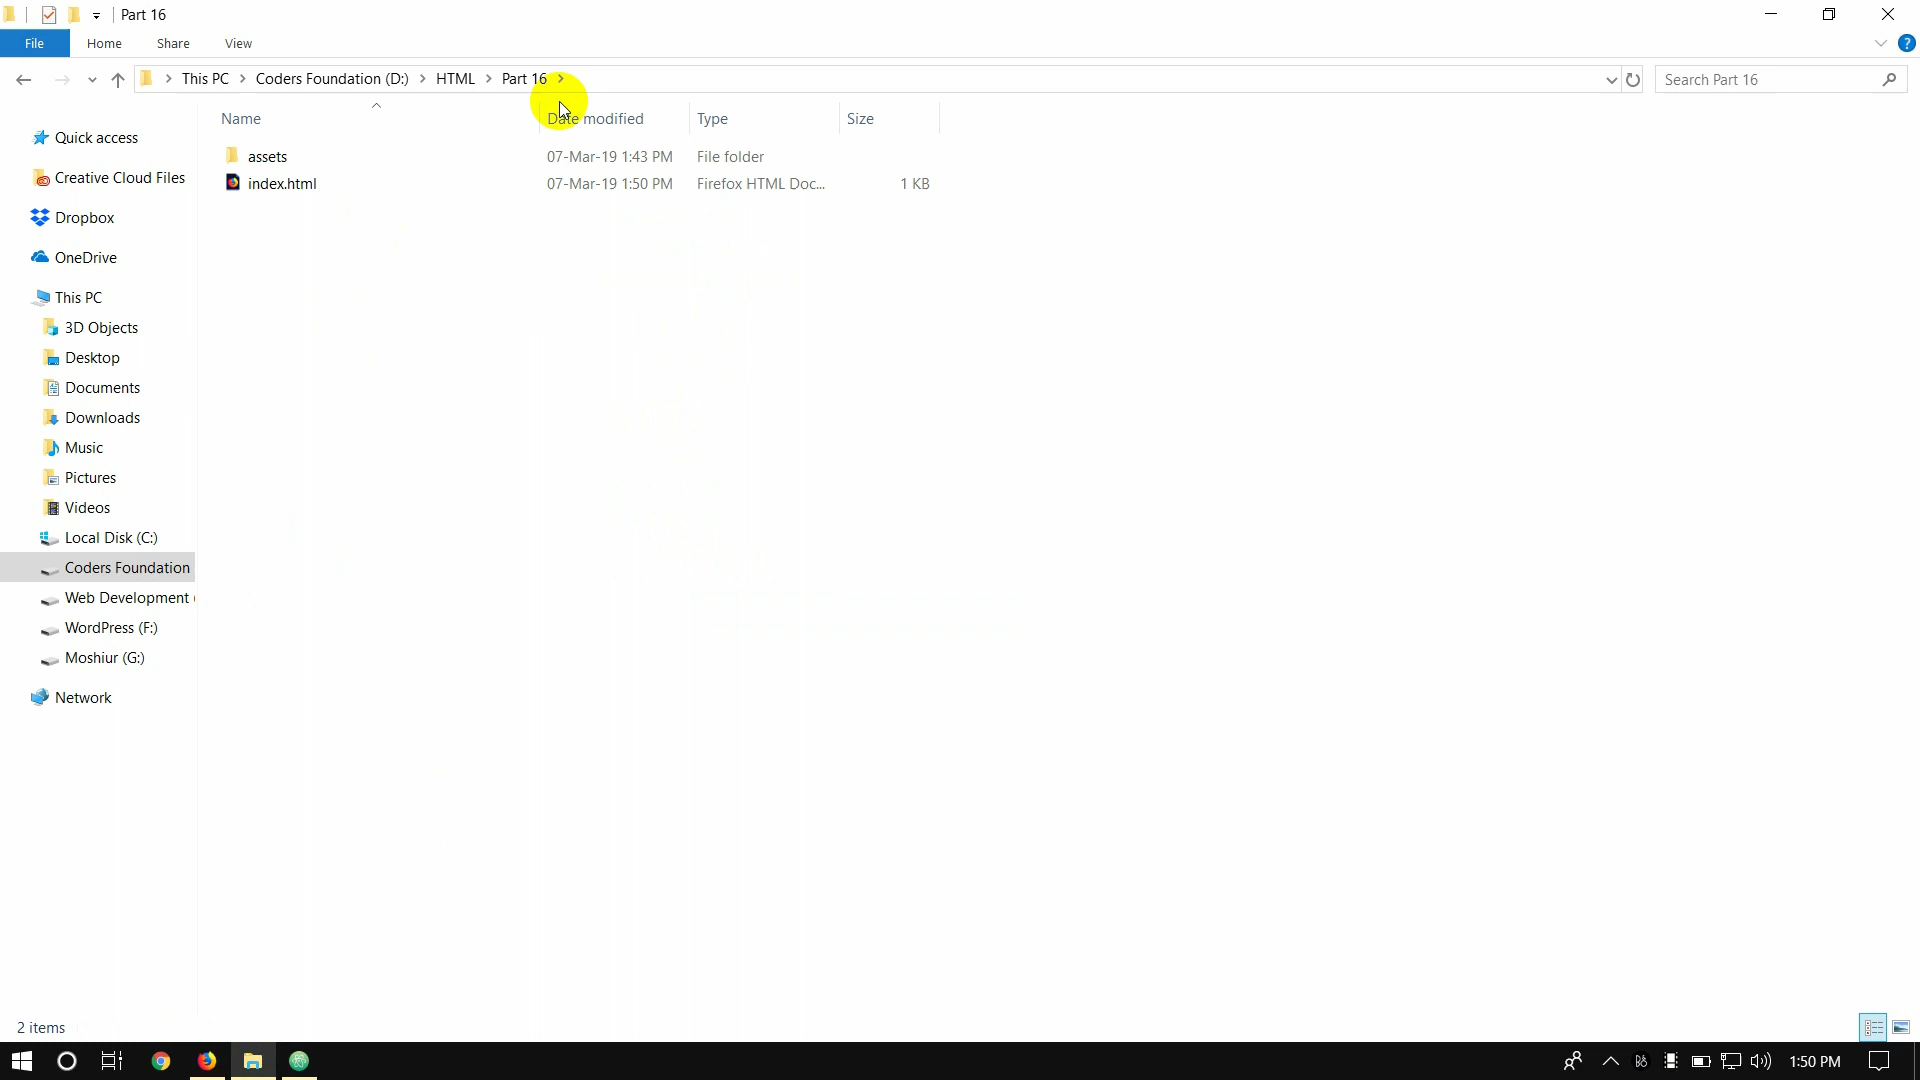 Part 16
File Home Share View
This PC Coders Foundation (D:) HTML Part 16
Search Part 16
Name Date modified Type Size
assets 07-Mar-19 1:43 PM File folder
index.html 07-Mar-19 1:50 PM Firefox HTML Doc... 1 KB
Quick access
Creative Cloud Files
Dropbox
OneDrive
This PC
3D Objects
Desktop
Documents
Downloads
Music
Pictures
Videos
Local Disk (C:)
Coders Foundation
Web Development (
WordPress (F:)
Moshiur (G:)
Network
2 items
1:50 PM